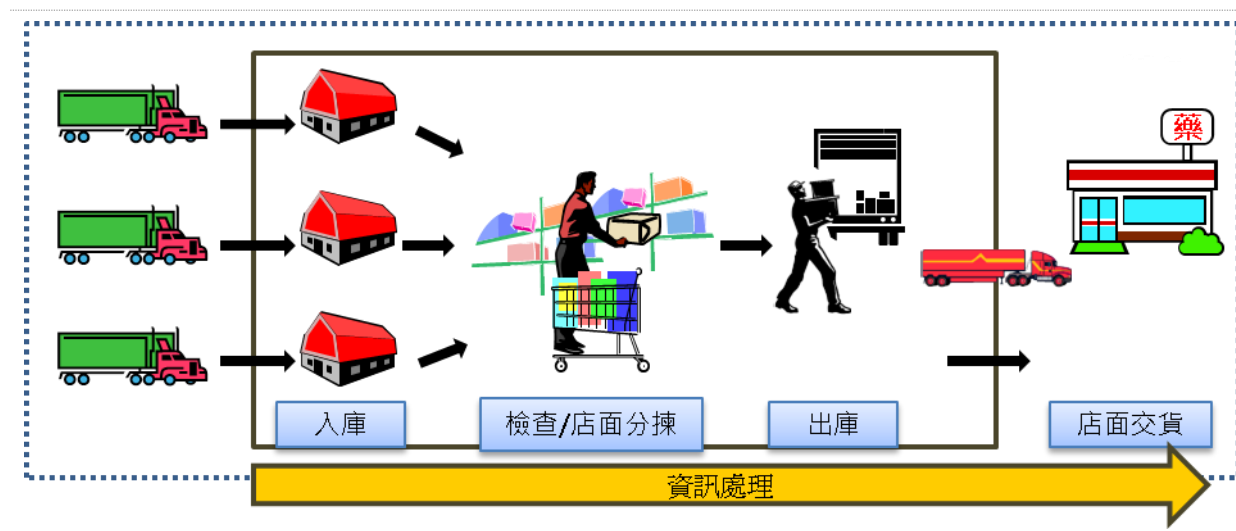 藥
入庫
檢查/店面分揀
出庫
店面交貨
資訊處理